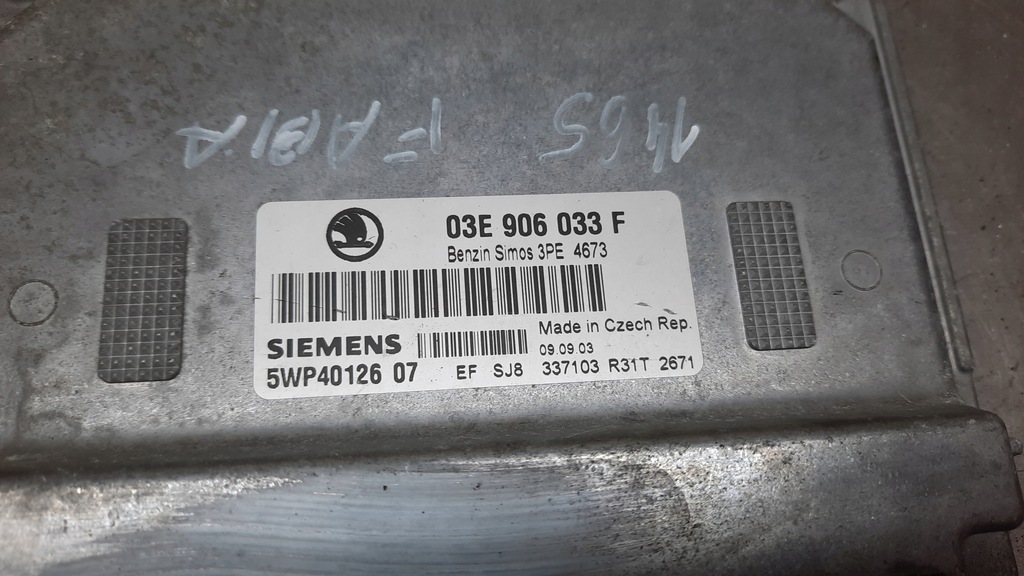 1465 FABIA
03E 906 033 F
Benzin Simos 3PE 4673
SIEMENS
Made in Czech Rep.
09.09.03
5WP40126 07 EF SJ8 337103 R31T 2671